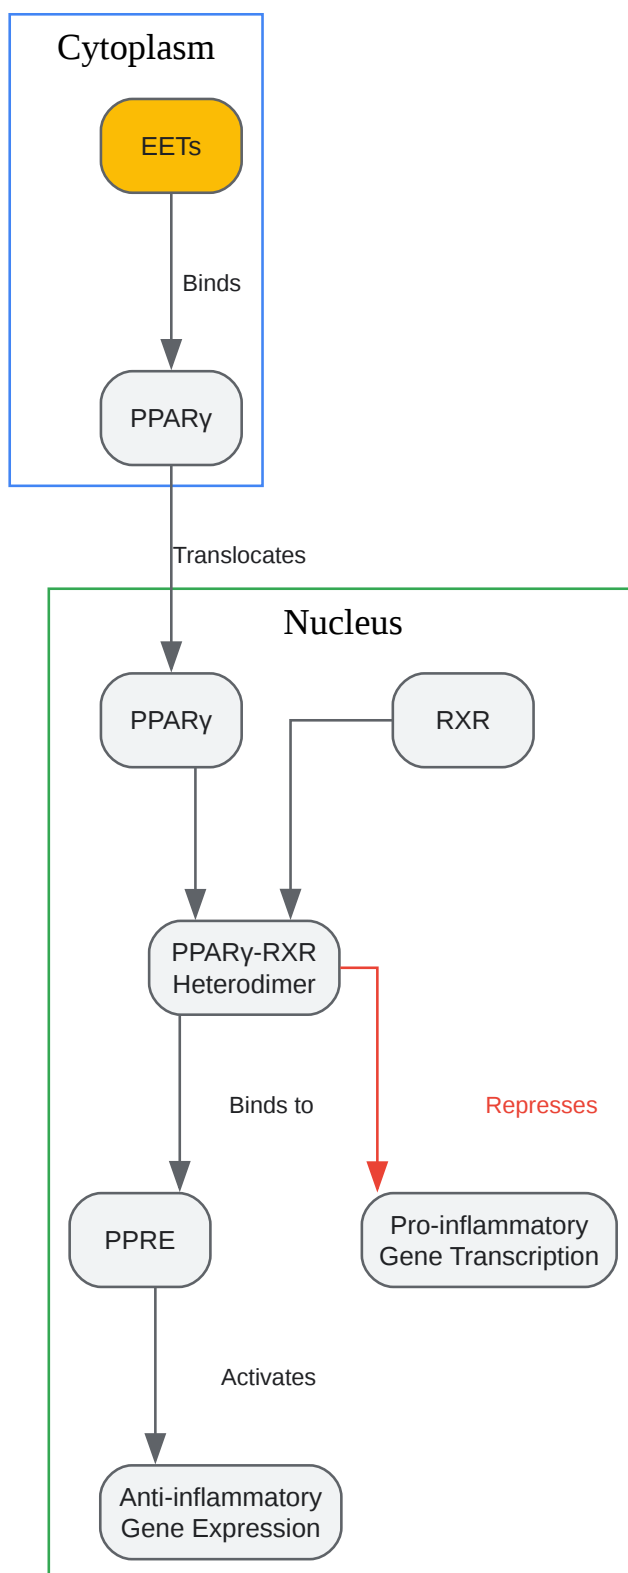 Cytoplasm
EETs
Binds
PPARγ
Translocates
Nucleus
PPARγ
RXR
PPARγ-RXR
Heterodimer
Binds to
Represses
PPRE
Pro-inflammatory
Gene Transcription
Activates
Anti-inflammatory
Gene Expression